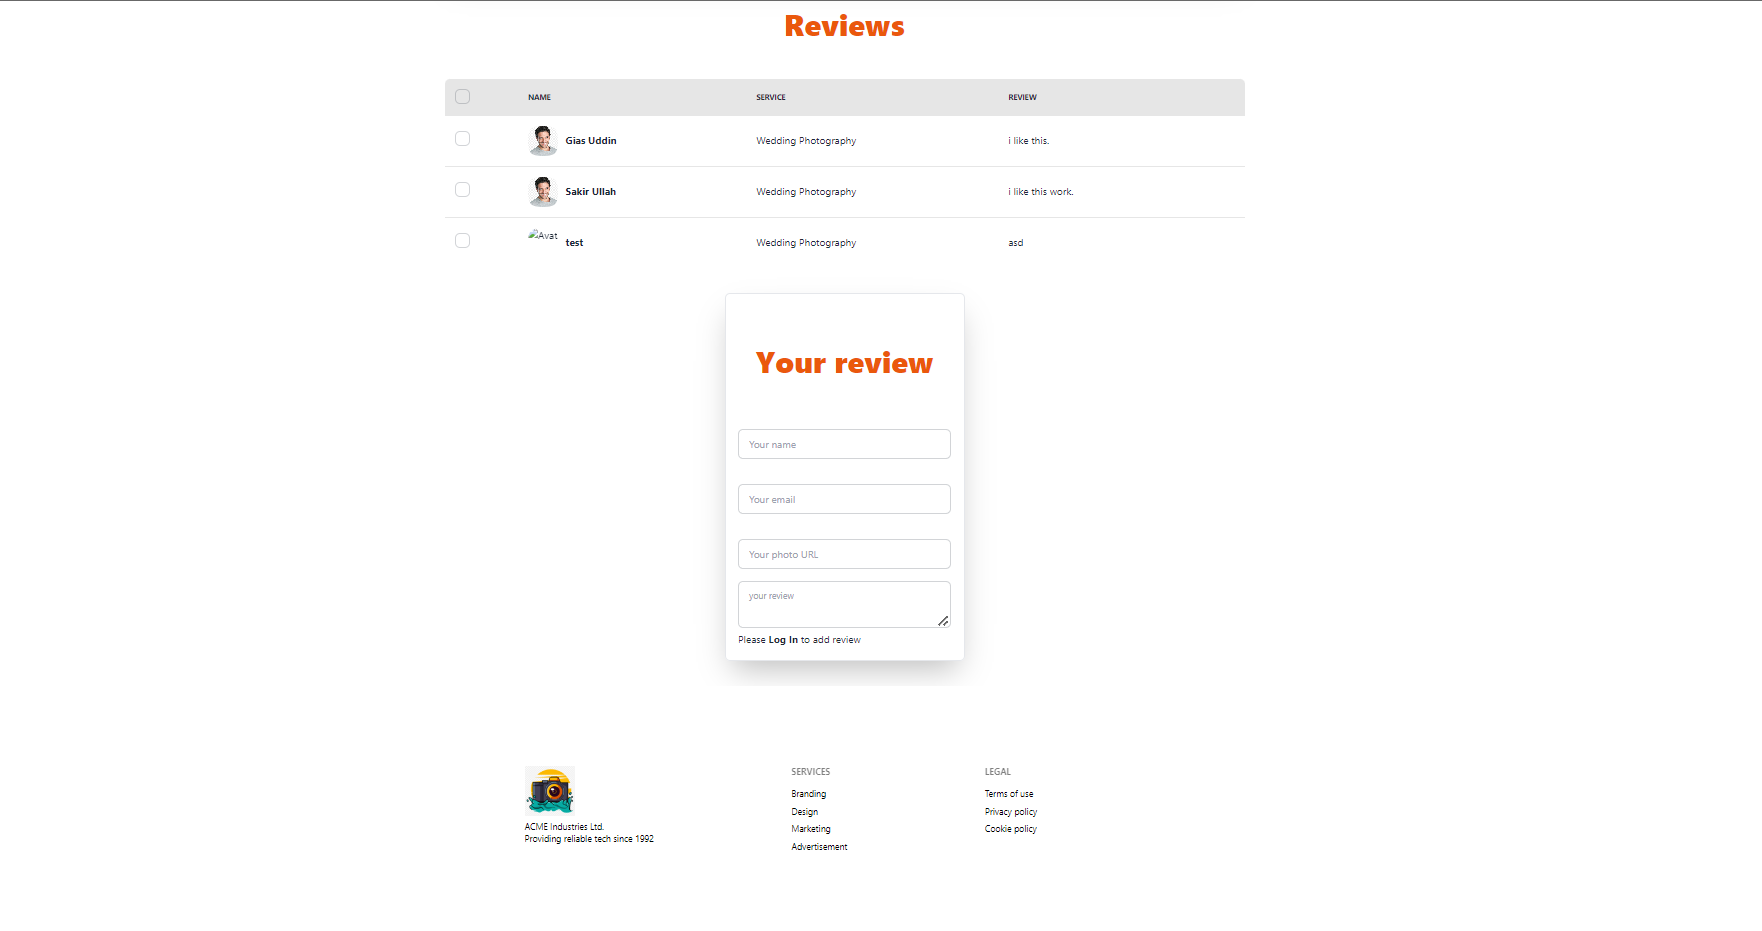 Reviews
NAME SERVICE REVIEW
Gias Uddin Wedding Photography i like this.
Sakir Ullah Wedding Photography i like this work.
Avat test Wedding Photography asd
Your review
Your name
Your email
Your photo URL
your review
Please Log In to add review
ACME Industries Ltd.
Providing reliable tech since 1992
SERVICES
Branding
Design
Marketing
Advertisement
LEGAL
Terms of use
Privacy policy
Cookie policy